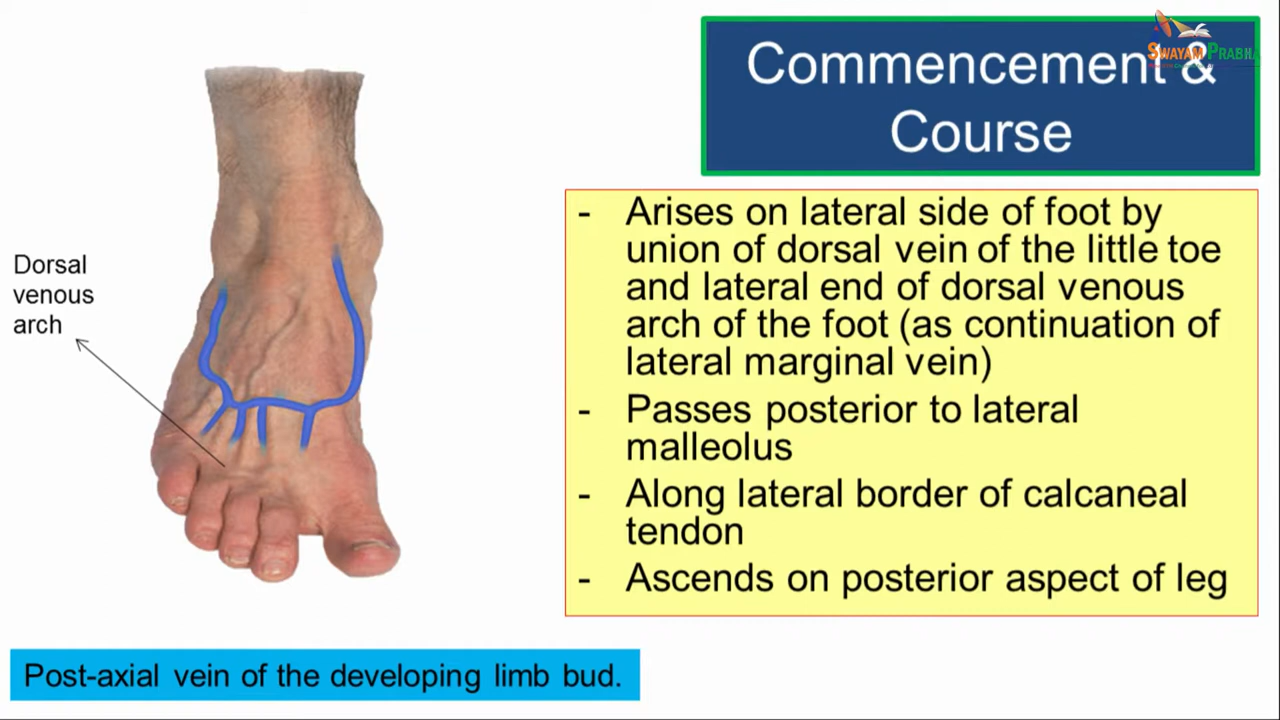 SWAYAM PRABHA
Commencement &
Course
Dorsal
venous
arch
- Arises on lateral side of foot by
union of dorsal vein of the little toe
and lateral end of dorsal venous
arch of the foot (as continuation of
lateral marginal vein)
- Passes posterior to lateral
malleolus
- Along lateral border of calcaneal
tendon
- Ascends on posterior aspect of leg
Post-axial vein of the developing limb bud.